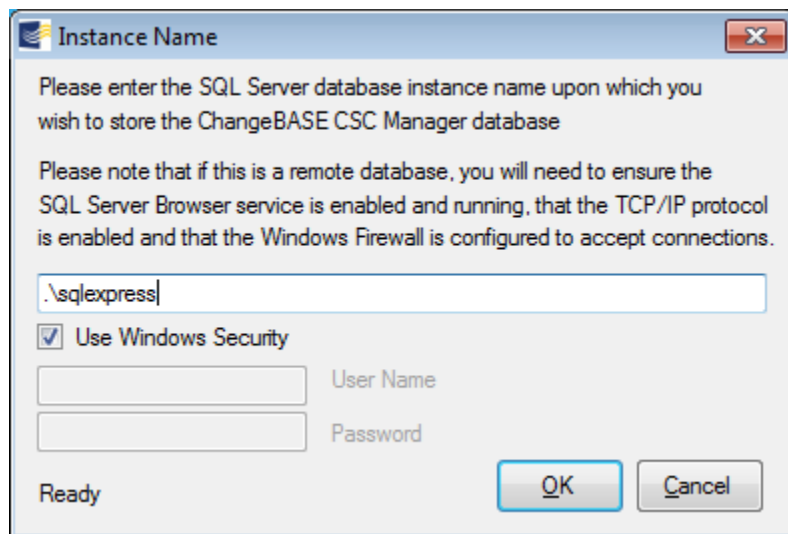 Instance Name
Please enter the SQL Server database instance name upon which you
wish to store the ChangeBASE CSC Manager database
Please note that if this is a remote database, you will need to ensure the
SQL Server Browser service is enabled and running, that the TCP/IP protocol
is enabled and that the Windows Firewall is configured to accept connections.
.\sqlexpress
Use Windows Security
User Name
Password
Ready
OK
Cancel